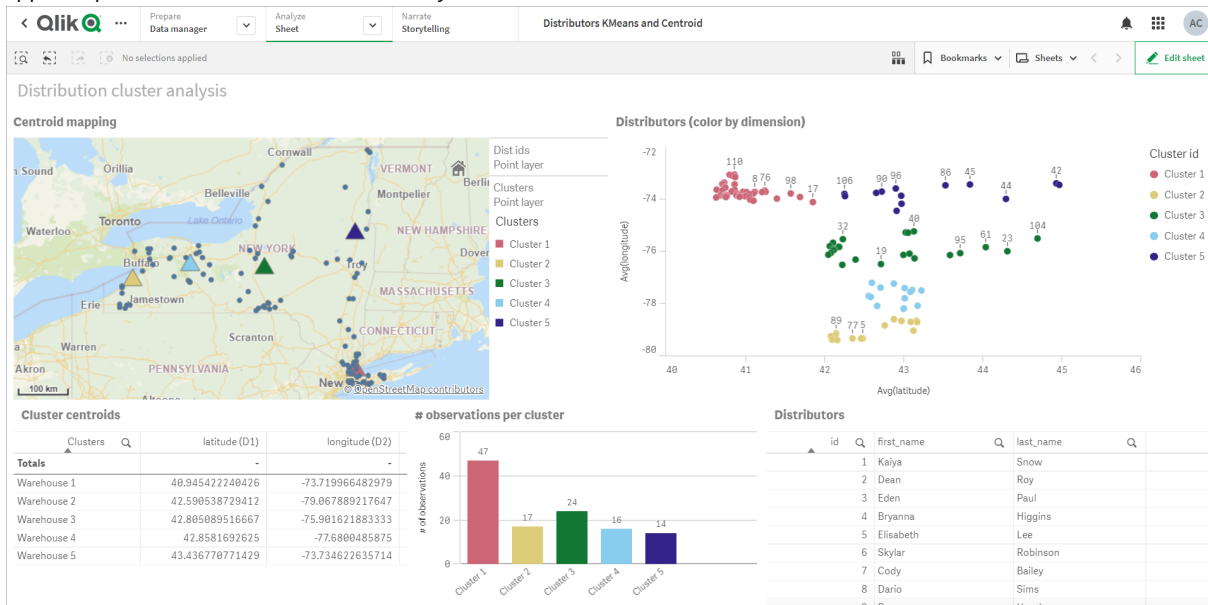 Qlik
Prepare
Data manager
Analyze
Sheet
Narrate
Storytelling
Distributors KMeans and Centroid
AC
No selections applied
Bookmarks
Sheets
Edit sheet
Distribution cluster analysis
Centroid mapping
Sound
Orillia
Cornwall
VERMONT
Berlin
Montpelier
Belleville
Waterloo
Toronto
Lake Ontario
NEW HAMPSHIRE
NEW YORK
Dover
Buffalo
Troy
MASSACHUSETTS
Erie
Jamestown
CONNECTICUT
Scranton
Warren
Akron
PENNSYLVANIA
New
100 km
Altoona
© OpenStreetMap contributors
Dist ids
Point layer
Clusters
Point layer
Clusters
Cluster 1
Cluster 2
Cluster 3
Cluster 4
Cluster 5
Distributors (color by dimension)
Avg(longitude)
-72
-74
-76
-78
-80
110
8 76
98
17
106
90 96
86
45
42
44
32
40
19
95
61
23
104
89
77 5
40
41
42
43
44
45
46
Avg(latitude)
Cluster id
Cluster 1
Cluster 2
Cluster 3
Cluster 4
Cluster 5
Cluster centroids
Clusters latitude (D1) longitude (D2)
Totals - -
Warehouse 1 40.945422240426 -73.719966482979
Warehouse 2 42.590538729412 -79.067889217647
Warehouse 3 42.805089516667 -75.901621883333
Warehouse 4 42.8581692625 -77.6800485875
Warehouse 5 43.436770771429 -73.734622635714
# observations per cluster
# of observations
60
40
20
0
47
17
24
16
14
Cluster 1
Cluster 2
Cluster 3
Cluster 4
Cluster 5
Distributors
id first_name last_name
1 Kaiya Snow
2 Dean Roy
3 Eden Paul
4 Bryanna Higgins
5 Elisabeth Lee
6 Skylar Robinson
7 Cody Bailey
8 Dario Sims